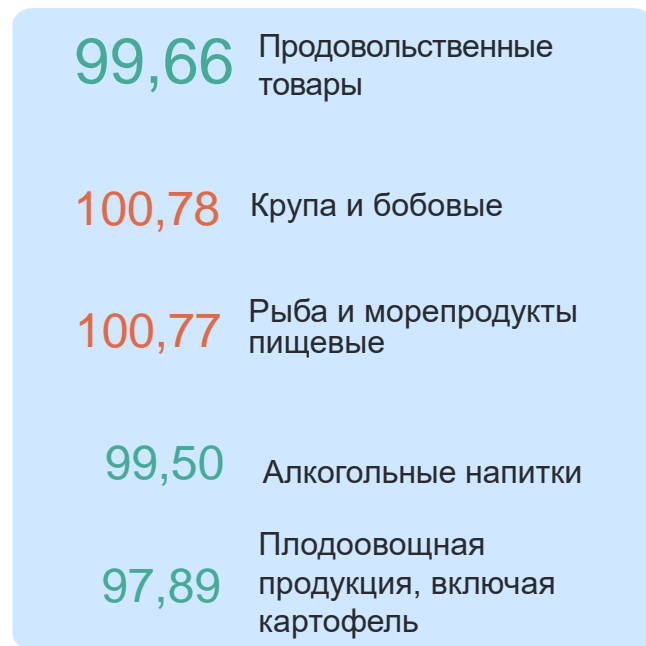 99,66 Продовольственные
товары
100,78 Крупа и бобовые
100,77 Рыба и морепродукты
пищевые
99,50 Алкогольные напитки
97,89 Плодоовощная
продукция, включая
картофель